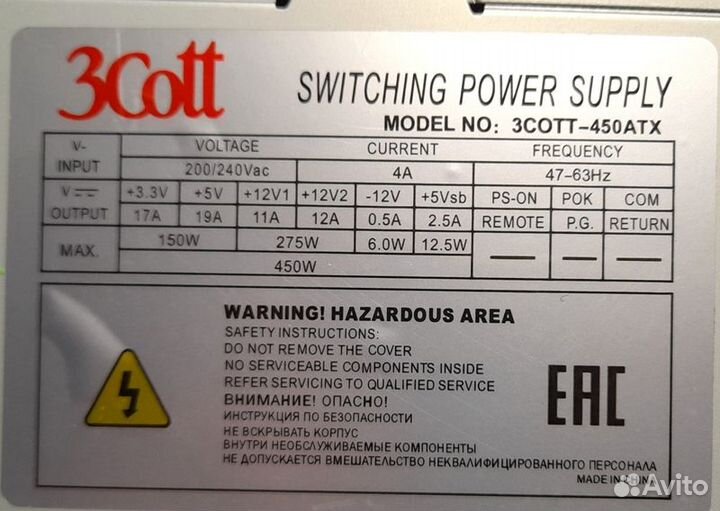 3Cott
SWITCHING POWER SUPPLY
MODEL NO: 3COTT-450ATX
V- INPUT VOLTAGE CURRENT FREQUENCY
200/240Vac 4A 47-63Hz
V OUTPUT +3.3V +5V +12V1 +12V2 -12V +5Vsb PS-ON POK COM
17A 19A 11A 12A 0.5A 2.5A REMOTE P.G. RETURN
MAX. 150W 275W 6.0W 12.5W — — —
450W
WARNING! HAZARDOUS AREA
SAFETY INSTRUCTIONS:
DO NOT REMOVE THE COVER
NO SERVICEABLE COMPONENTS INSIDE
REFER SERVICING TO QUALIFIED SERVICE
ВНИМАНИЕ! ОПАСНО!
ИНСТРУКЦИЯ ПО БЕЗОПАСНОСТИ
НЕ ВСКРЫВАТЬ КОРПУС
ВНУТРИ НЕОБСЛУЖИВАЕМЫЕ КОМПОНЕНТЫ
НЕ ДОПУСКАЕТСЯ ВМЕШАТЕЛЬСТВО НЕКВАЛИФИЦИРОВАННОГО ПЕРСОНАЛА
MADE IN CHINA
EAC
Avito